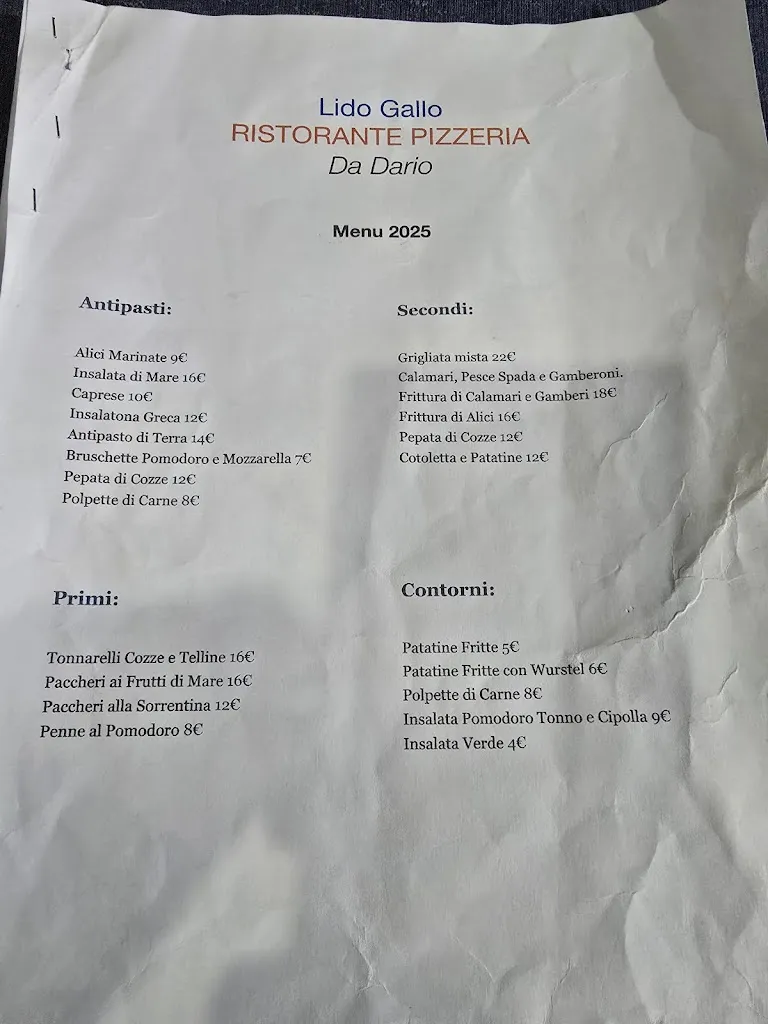 Lido Gallo
RISTORANTE PIZZERIA
Da Dario
Menu 2025
Antipasti:
Alici Marinate 9€
Insalata di Mare 16€
Caprese 10€
Insalatona Greca 12€
Antipasto di Terra 14€
Bruschette Pomodoro e Mozzarella 7€
Pepata di Cozze 12€
Polpette di Carne 8€
Secondi:
Grigliata mista 22€
Calamari, Pesce Spada e Gamberoni.
Frittura di Calamari e Gamberi 18€
Frittura di Alici 16€
Pepata di Cozze 12€
Cotoletta e Patatine 12€
Primi:
Tonnarelli Cozze e Telline 16€
Paccheri ai Frutti di Mare 16€
Paccheri alla Sorrentina 12€
Penne al Pomodoro 8€
Contorni:
Patatine Fritte 5€
Patatine Fritte con Wurstel 6€
Polpette di Carne 8€
Insalata Pomodoro Tonno e Cipolla 9€
Insalata Verde 4€